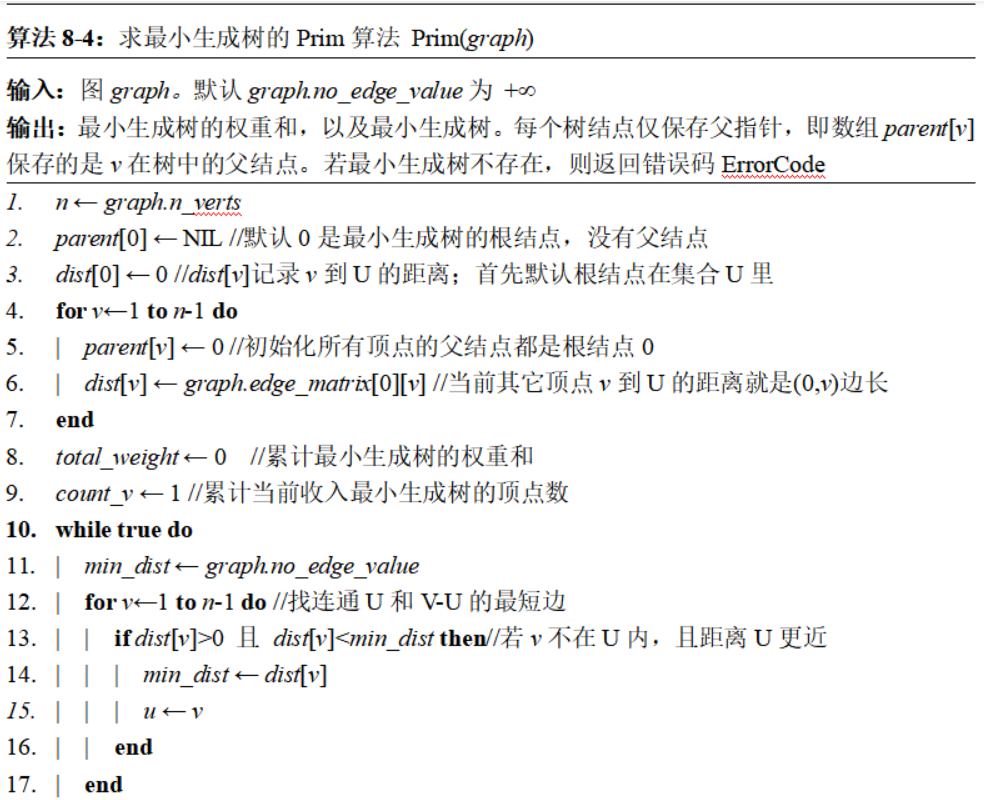 算法 8-4：求最小生成树的 Prim 算法 Prim(graph)
输入：图 graph。默认 graph.no_edge_value 为 +∞
输出：最小生成树的权重和，以及最小生成树。每个树结点仅保存父指针，即数组 parent[v]
保存的是 v 在树中的父结点。若最小生成树不存在，则返回错误码 ErrorCode
1. n ← graph.n_verts
2. parent[0] ← NIL //默认 0 是最小生成树的根结点，没有父结点
3. dist[0] ← 0 //dist[v]记录 v 到 U 的距离；首先默认根结点在集合 U 里
4. for v←1 to n-1 do
5. | parent[v] ← 0 //初始化所有顶点的父结点都是根结点 0
6. | dist[v] ← graph.edge_matrix[0][v] //当前其它顶点 v 到 U 的距离就是(0,v)边长
7. end
8. total_weight ← 0 //累计最小生成树的权重和
9. count_v ← 1 //累计当前收入最小生成树的顶点数
10. while true do
11. | min_dist ← graph.no_edge_value
12. | for v←1 to n-1 do //找连通 U 和 V-U 的最短边
13. | | if dist[v]>0 且 dist[v]<min_dist then//若 v 不在 U 内，且距离 U 更近
14. | | | min_dist ← dist[v]
15. | | | u ← v
16. | | end
17. | end